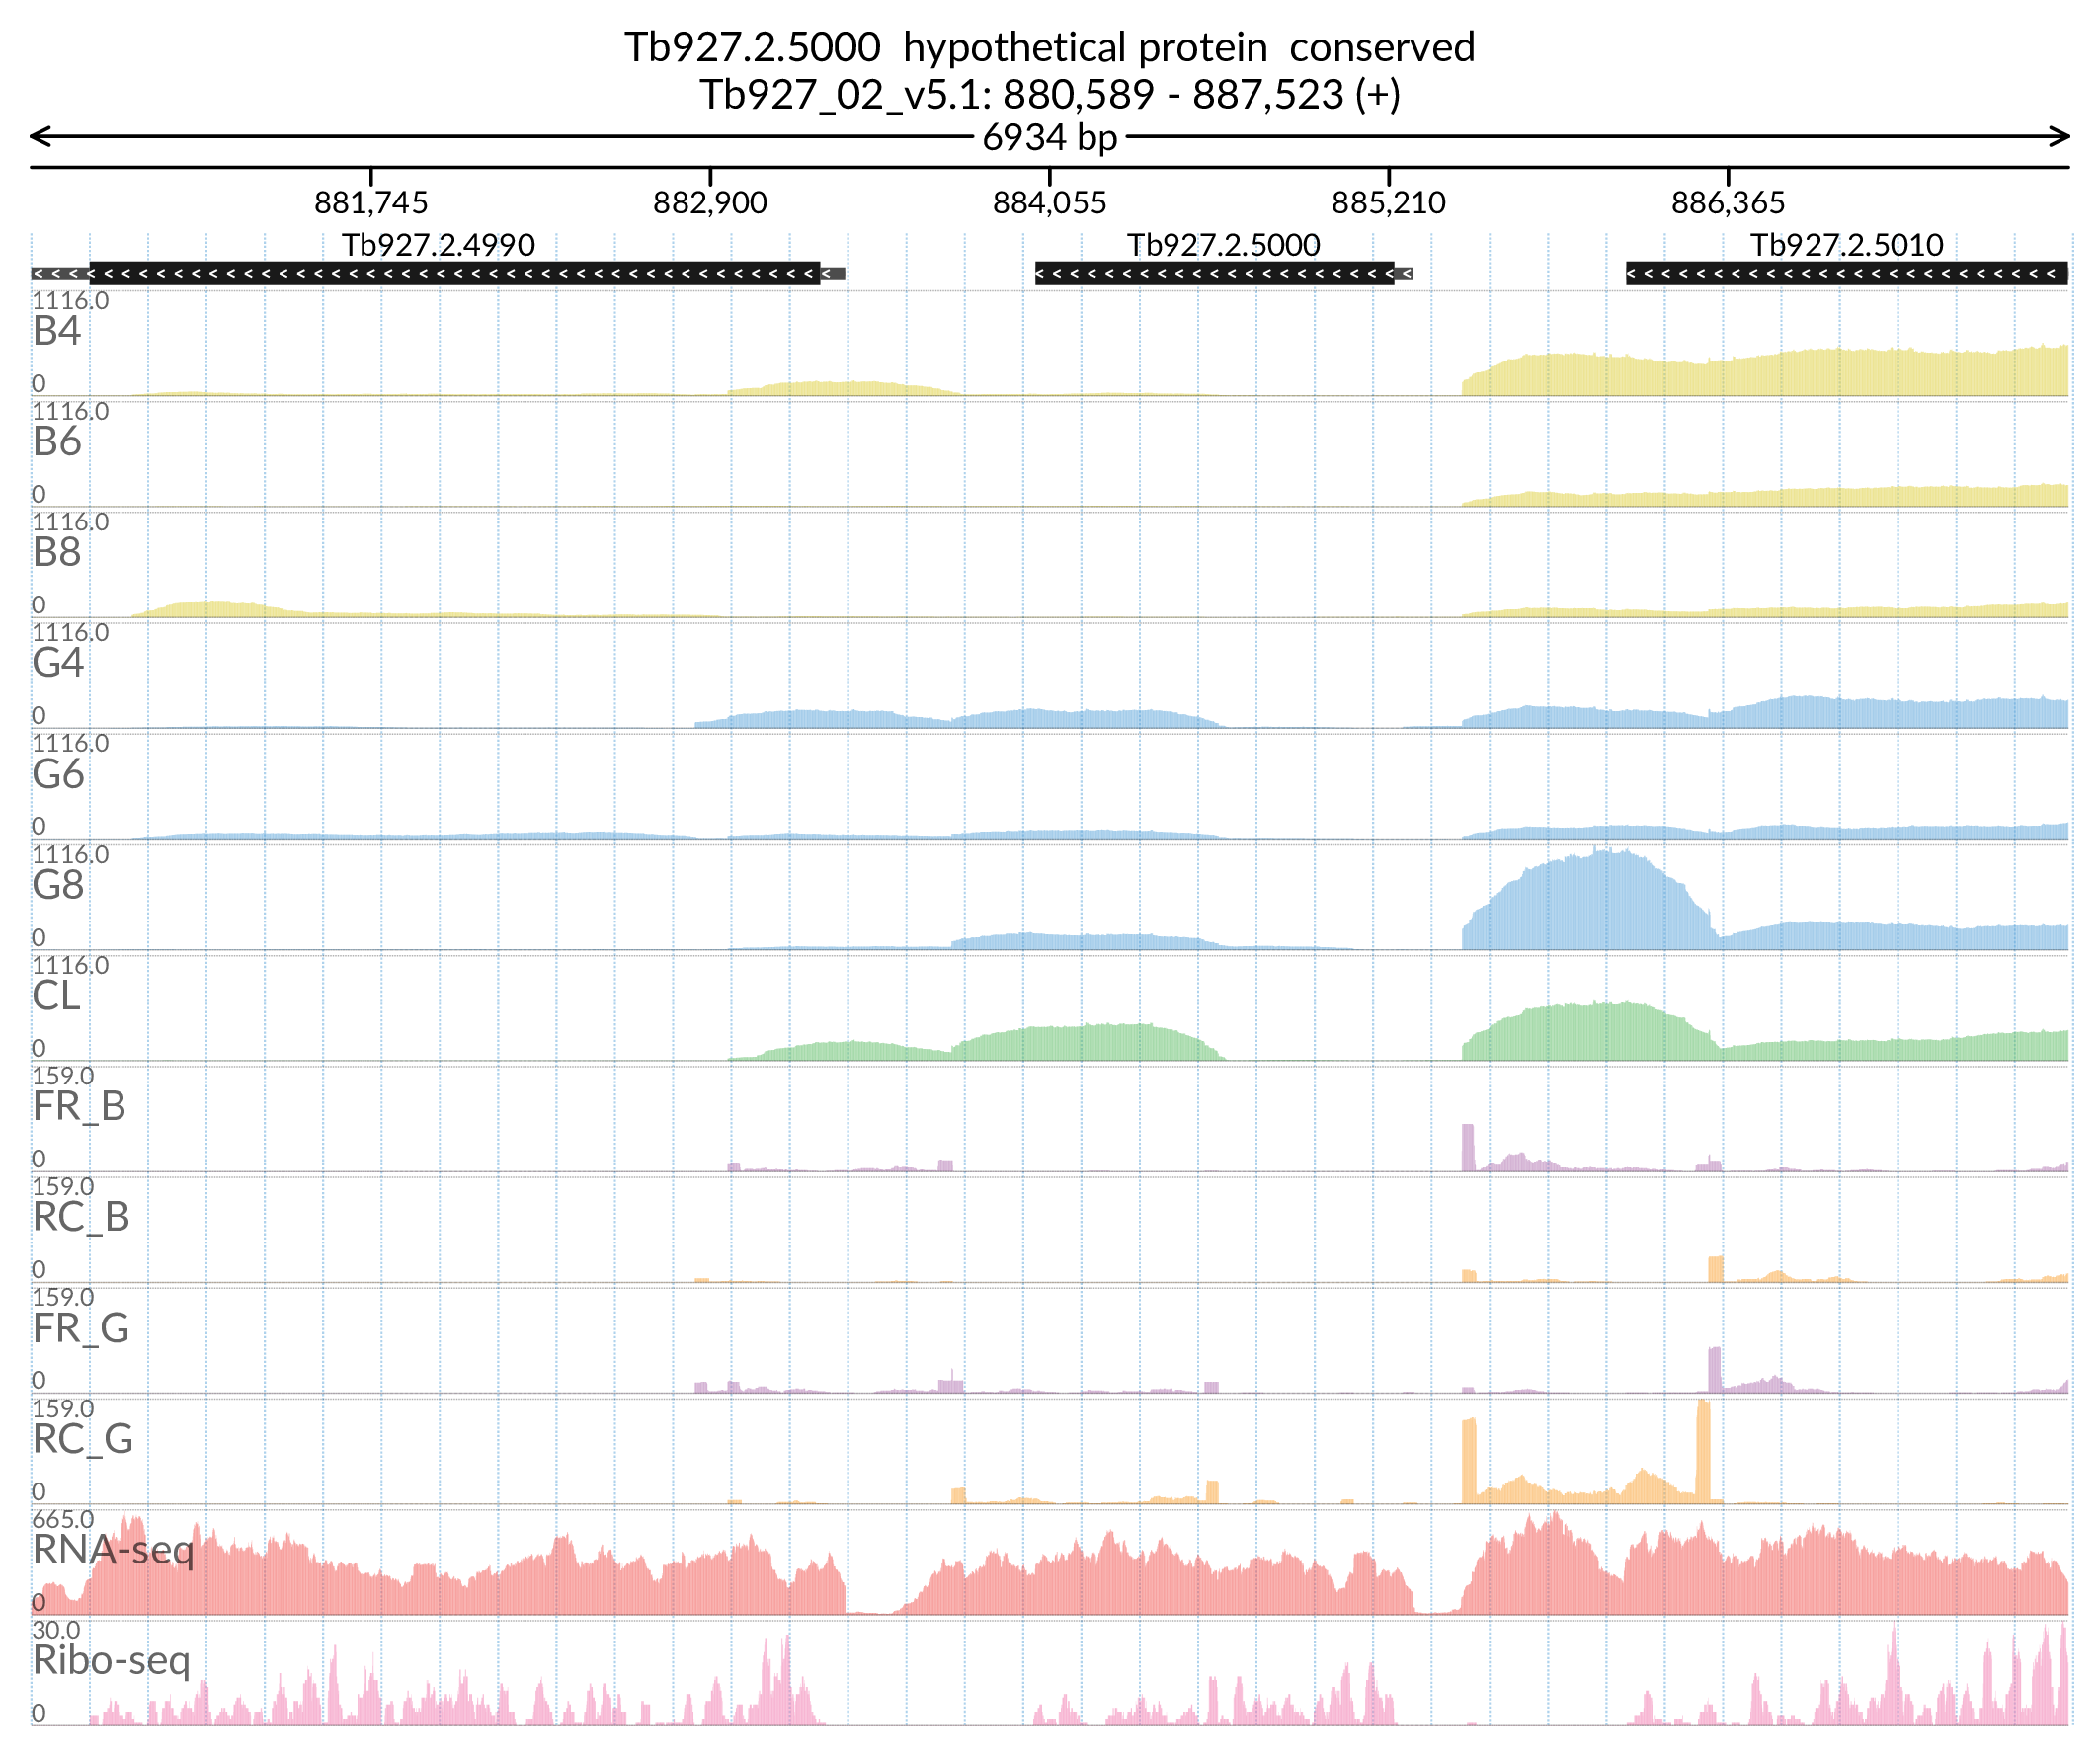 Tb927.2.5000  hypothetical protein  conserved
Tb927_02_v5.1: 880,589 - 887,523 (+)
6934 bp
881,745 882,900 884,055 885,210 886,365
Tb927.2.4990 Tb927.2.5000 Tb927.2.5010
1116.0
B4
0
1116.0
B6
0
1116.0
B8
0
1116.0
G4
0
1116.0
G6
0
1116.0
G8
0
1116.0
CL
0
159.0
FR_B
0
159.0
RC_B
0
159.0
FR_G
0
159.0
RC_G
0
665.0
RNA-seq
0
30.0
Ribo-seq
0